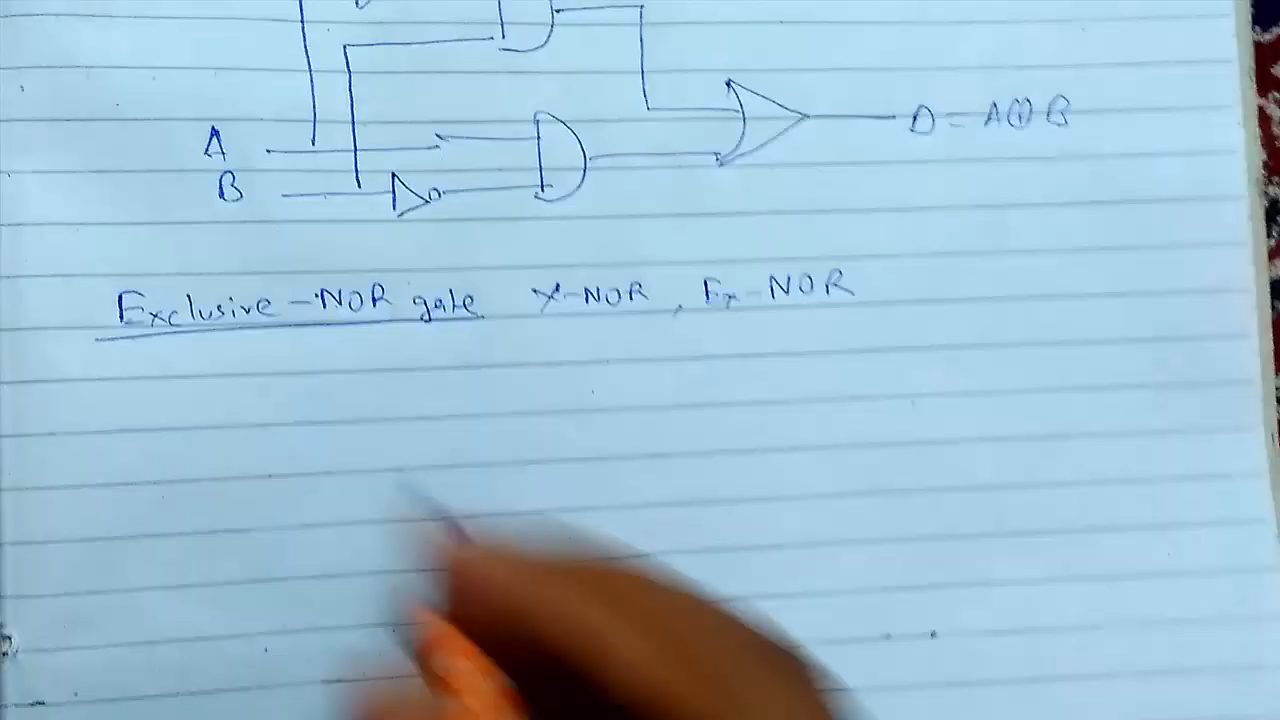 A
D = A⊕B
B
Exclusive-NOR gate X-NOR, Ex-NOR